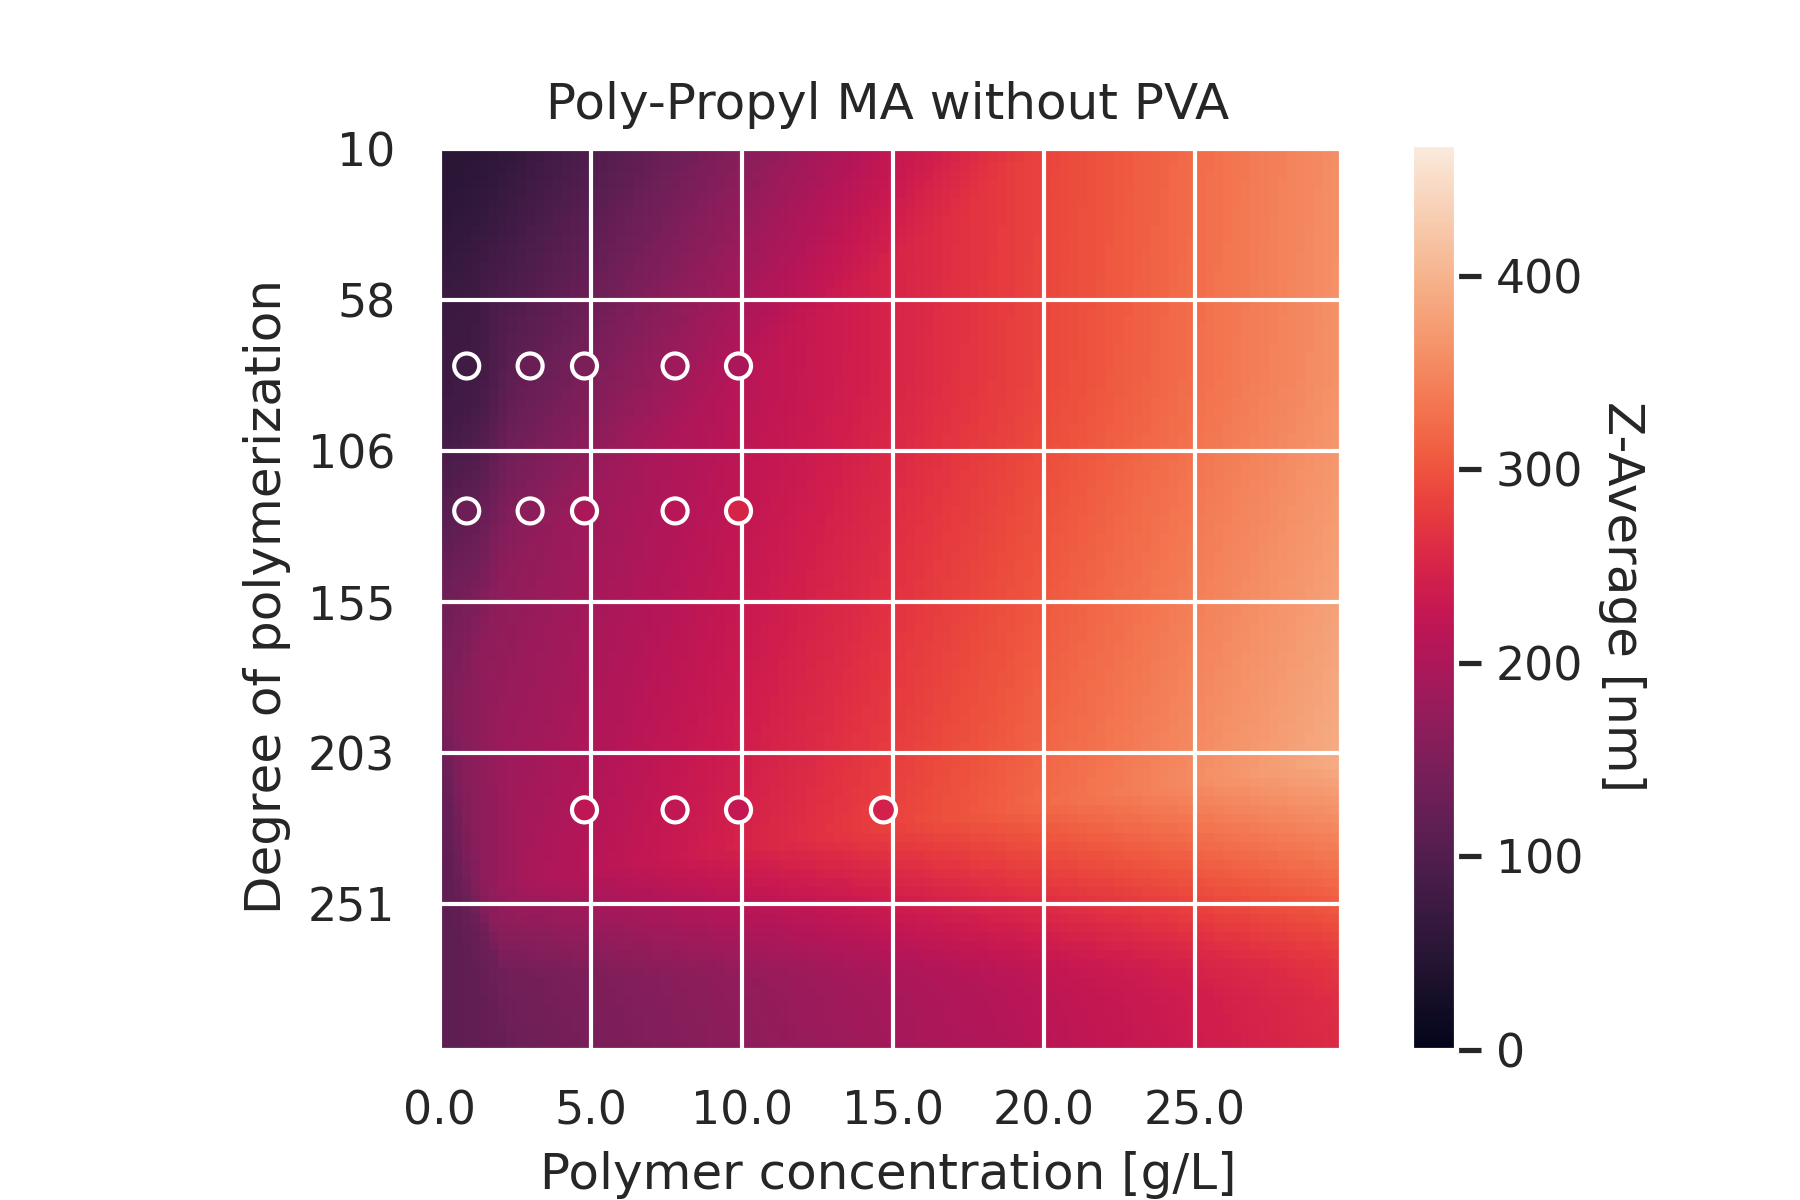 Poly-Propyl MA without PVA
Degree of polymerization
10
58
106
155
203
251
0.0 5.0 10.0 15.0 20.0 25.0
Polymer concentration [g/L]
400
300
200
100
0
Z-Average [nm]